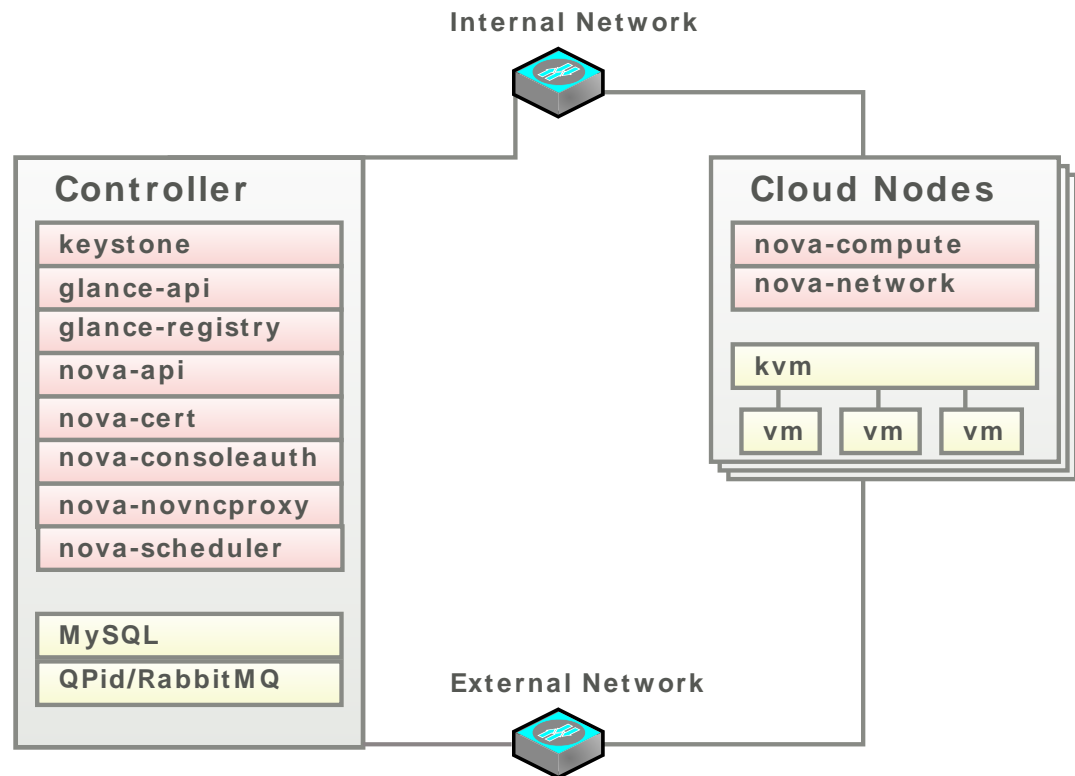 Internal Network
Controller
keystone
glance-api
glance-registry
nova-api
nova-cert
nova-consoleauth
nova-novncproxy
nova-scheduler
MySQL
QPid/RabbitMQ
Cloud Nodes
nova-compute
nova-network
kvm
vm vm vm
External Network